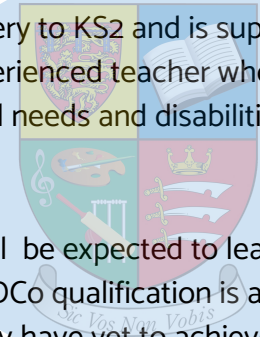 ery to KS2 and is sup
erienced teacher who
l needs and disabiliti
l be expected to lea
OCo qualification is a
Sic Vos Non Vobis
y have yet to achiev